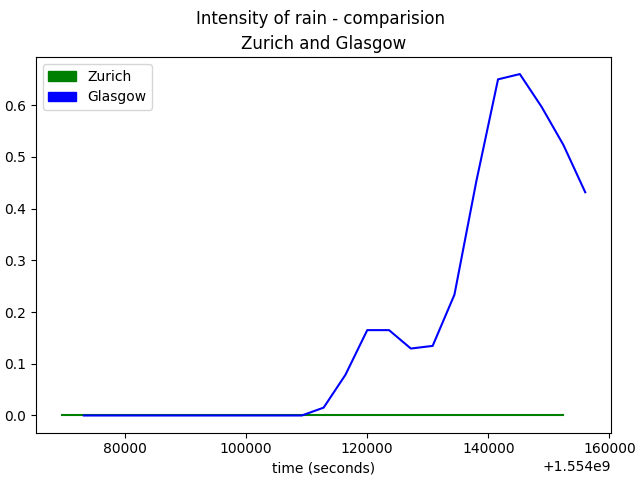 Intensity of rain - comparision
Zurich and Glasgow
Zurich
Glasgow
0.6
0.5
0.4
0.3
0.2
0.1
0.0
80000 100000 120000 140000 160000
time (seconds)
+1.554e9